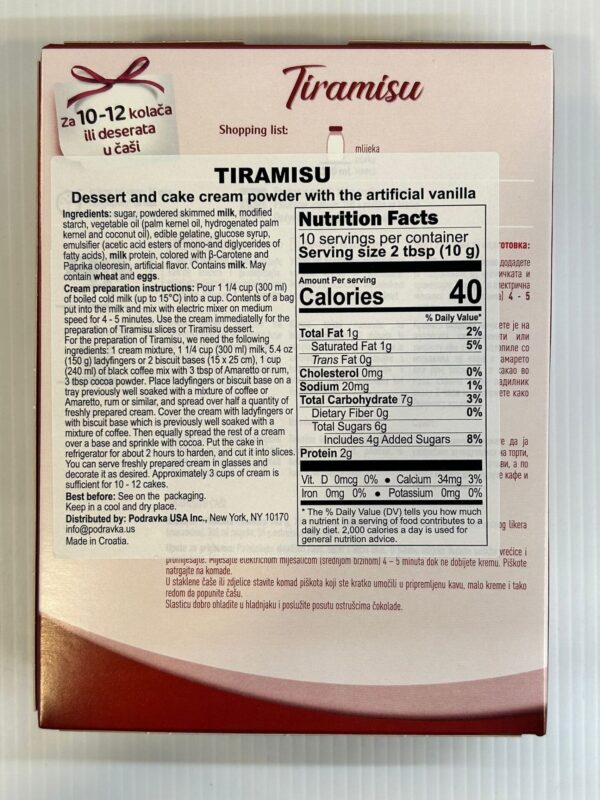 Tiramisu
Za 10-12 kolača
ili deserata
u čaši
Shopping list:
mlijeka
TIRAMISU
Dessert and cake cream powder with the artificial vanilla
Ingredients: sugar, powdered skimmed milk, modified
starch, vegetable oil (palm kernel oil, hydrogenated palm
kernel and coconut oil), edible gelatine, glucose syrup,
emulsifier (acetic acid esters of mono-and diglycerides of
fatty acids), milk protein, colored with β-Carotene and
Paprika oleoresin, artificial flavor. Contains milk. May
contain wheat and eggs.
Cream preparation instructions: Pour 1 1/4 cup (300 ml)
of boiled cold milk (up to 15°C) into a cup. Contents of a bag
put into the milk and mix with electric mixer on medium
speed for 4 - 5 minutes. Use the cream immediatelly for the
preparation of Tiramisu slices or Tiramisu dessert.
For the preparation of Tiramisu, we need the following
ingredients: 1 cream mixture, 1 1/4 cup (300 ml) milk, 5.4 oz
(150 g) ladyfingers or 2 biscuit bases (15 x 25 cm), 1 cup
(240 ml) of black coffee mix with 3 tbsp of Amaretto or rum,
3 tbsp cocoa powder. Place ladyfingers or biscuit base on a
tray previously well soaked with a mixture of coffee or
Amaretto, rum or similar, and spread over half a quantity of
freshly prepared cream. Cover the cream with ladyfingers or
with biscuit base which is previously well soaked with a
mixture of coffee. Then equally spread the rest of a cream
over a base and sprinkle with cocoa. Put the cake in
refrigerator for about 2 hours to harden, and cut it into slices.
You can serve freshly prepared cream in glasses and
decorate it as desired. Approximately 3 cups of cream is
sufficient for 10 - 12 cakes.
Best before: See on the packaging.
Keep in a cool and dry place.
Distributed by: Podravka USA Inc., New York, NY 10170
info@podravka.us
Made in Croatia.
Nutrition Facts
10 servings per container
Serving size 2 tbsp (10 g)
Amount Per serving
Calories 40
% Daily Value*
Total Fat 1g 2%
Saturated Fat 1g 5%
Trans Fat 0g
Cholesterol 0mg 0%
Sodium 20mg 1%
Total Carbohydrate 7g 3%
Dietary Fiber 0g 0%
Total Sugars 6g
Includes 4g Added Sugars 8%
Protein 2g
Vit. D 0mcg 0% • Calcium 34mg 3%
Iron 0mg 0% • Potassium 0mg 0%
* The % Daily Value (DV) tells you how much
a nutrient in a serving of food contributes to a
daily diet. 2,000 calories a day is used for
general nutrition advice.
4 - 5
likera
vrećice i
promiješajte. Miješajte električnom miješalicom (srednjom brzinom) 4 – 5 minuta dok ne dobijete kremu. Piškote
natrgajte na komade.
U staklene čaše ili zdjelice stavite komad piškota koji ste kratko umočili u pripremljenu kavu, malo kreme i tako
redom da popunite čašu.
Slasticu dobro ohladite u hladnjaku i poslužite posutu ostrušcima čokolade.